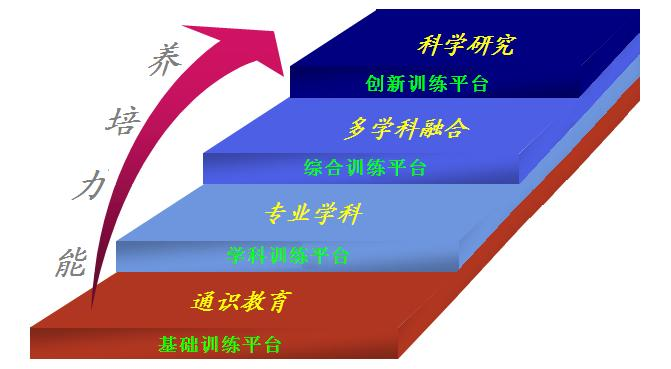 科学研究
创新训练平台
多学科融合
综合训练平台
专业学科
学科训练平台
通识教育
基础训练平台
能力培养